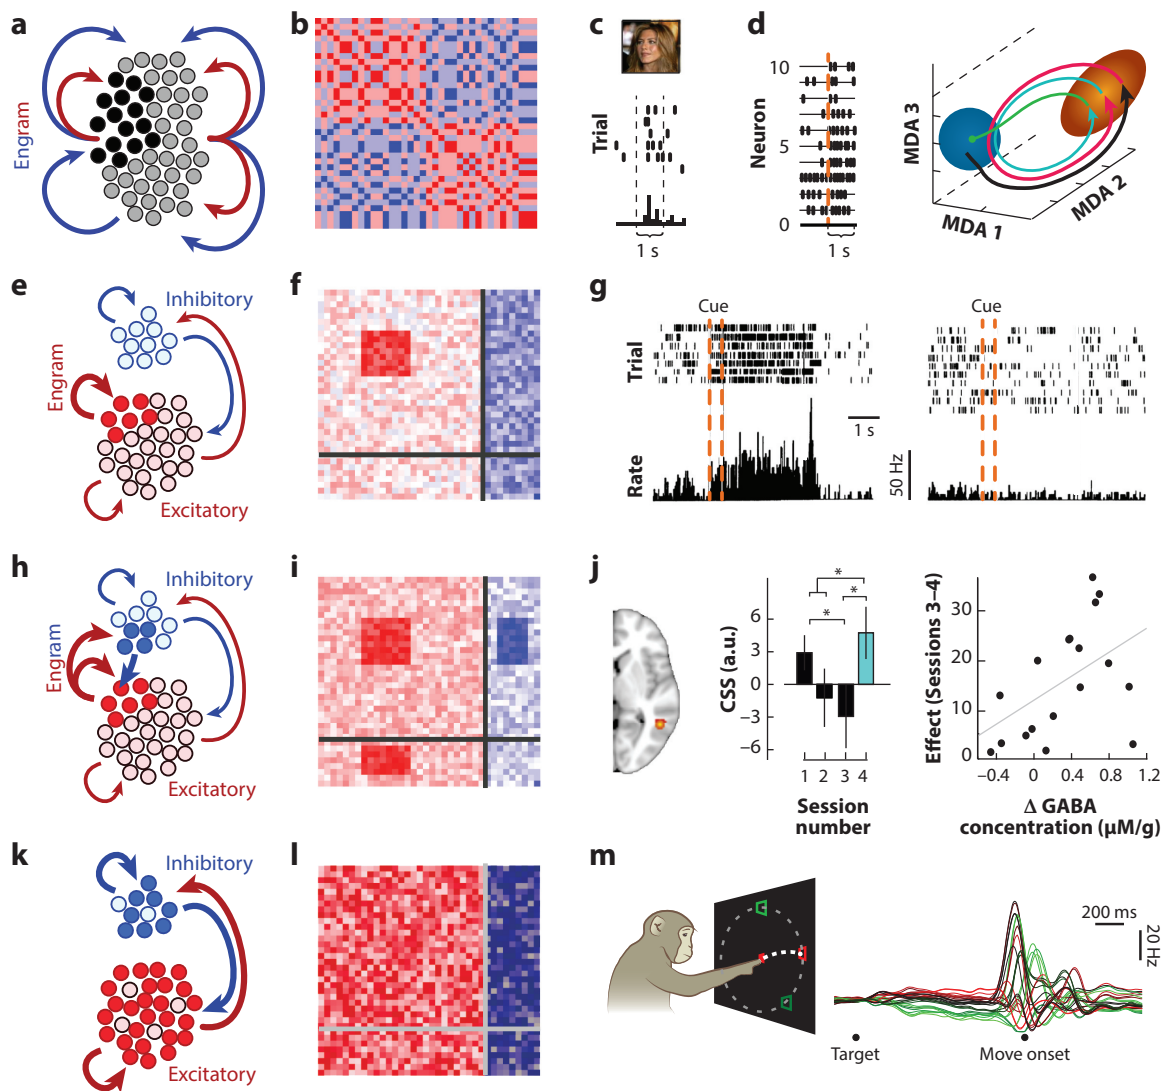 a
Engram
b
c
Trial
1 s
d
Neuron
10
5
0
1 s
MDA 3
MDA 1
MDA 2
e
Inhibitory
Engram
Excitatory
f
g
Cue
Cue
Trial
1 s
Rate
50 Hz
h
Inhibitory
Engram
Excitatory
i
j
CSS (a.u.)
6
3
0
−3
−6
*
*
*
1 2 3 4
Session
number
Effect (Sessions 3–4)
30
20
10
0
−0.4 0 0.4 0.8 1.2
Δ GABA
concentration (μM/g)
k
Inhibitory
Excitatory
l
m
200 ms
20 Hz
Target
Move onset